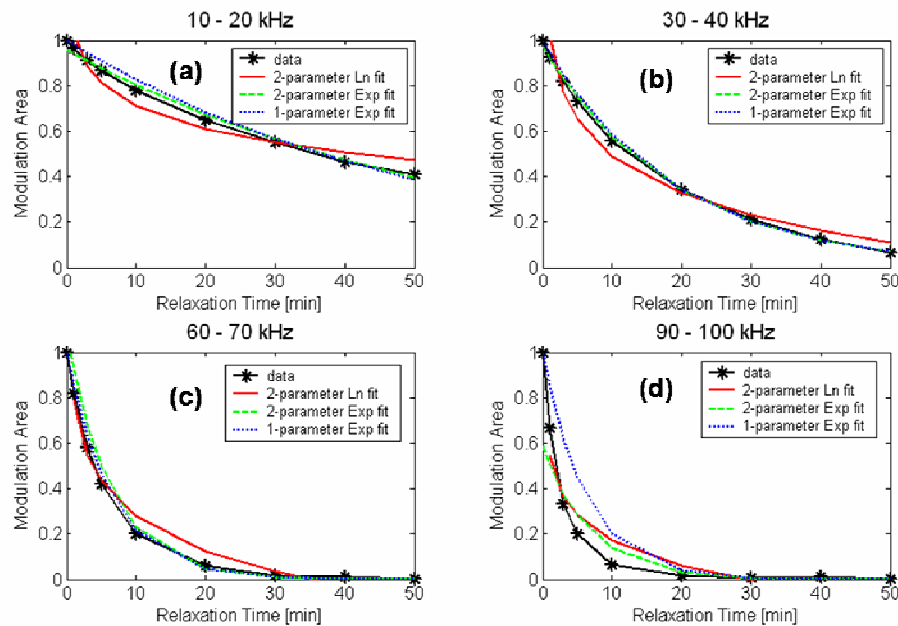 10 - 20 kHz
(a)
data
2-parameter Ln fit
2-parameter Exp fit
1-parameter Exp fit
Modulation Area
1
0.8
0.6
0.4
0.2
0
0 10 20 30 40 50
Relaxation Time [min]
30 - 40 kHz
(b)
data
2-parameter Ln fit
2-parameter Exp fit
1-parameter Exp fit
Modulation Area
1
0.8
0.6
0.4
0.2
0
0 10 20 30 40 50
Relaxation Time [min]
60 - 70 kHz
(c)
data
2-parameter Ln fit
2-parameter Exp fit
1-parameter Exp fit
Modulation Area
1
0.8
0.6
0.4
0.2
0
0 10 20 30 40 50
Relaxation Time [min]
90 - 100 kHz
(d)
data
2-parameter Ln fit
2-parameter Exp fit
1-parameter Exp fit
Modulation Area
1
0.8
0.6
0.4
0.2
0
0 10 20 30 40 50
Relaxation Time [min]